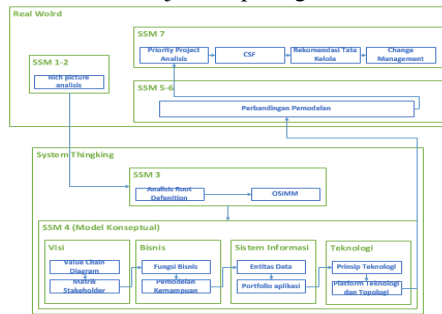 Real Wolrd
SSM 7
Priority Project
Analisis
CSF
Rekomendasi Tata
Kelola
Change
Management
SSM 1-2
Rich picture
analisis
SSM 5-6
Perbandingan Pemodelan
System Thingking
SSM 3
Analisis Root
Defenition
OSIMM
SSM 4 (Model Konseptual)
Visi
Value Chain
Diagram
Matrik
Stakeholder
Bisnis
Fungsi Bisnis
Pemodelan
Kemampuan
Sistem Informasi
Entitas Data
Portfolio aplikasi
Teknologi
Prinsip Teknologi
Platform Teknologi
dan Topologi